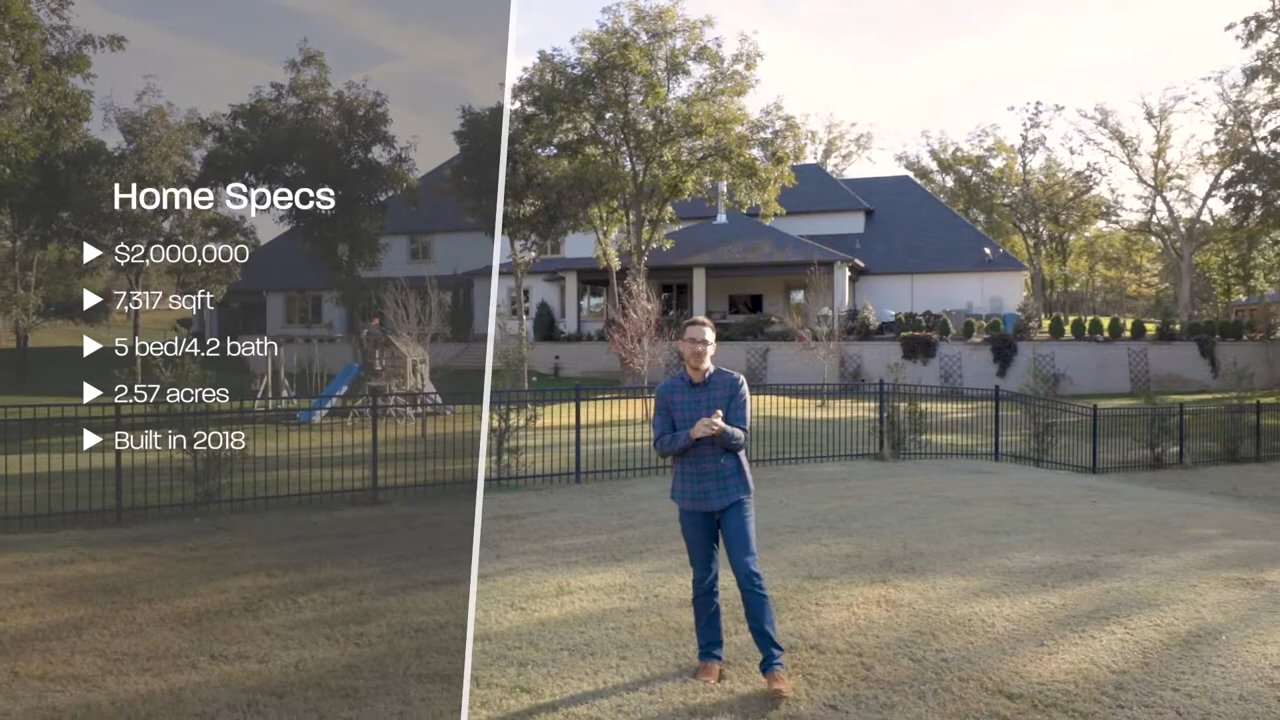 Home Specs
$2,000,000
7,317 sqft
5 bed/4.2 bath
2.57 acres
Built in 2018